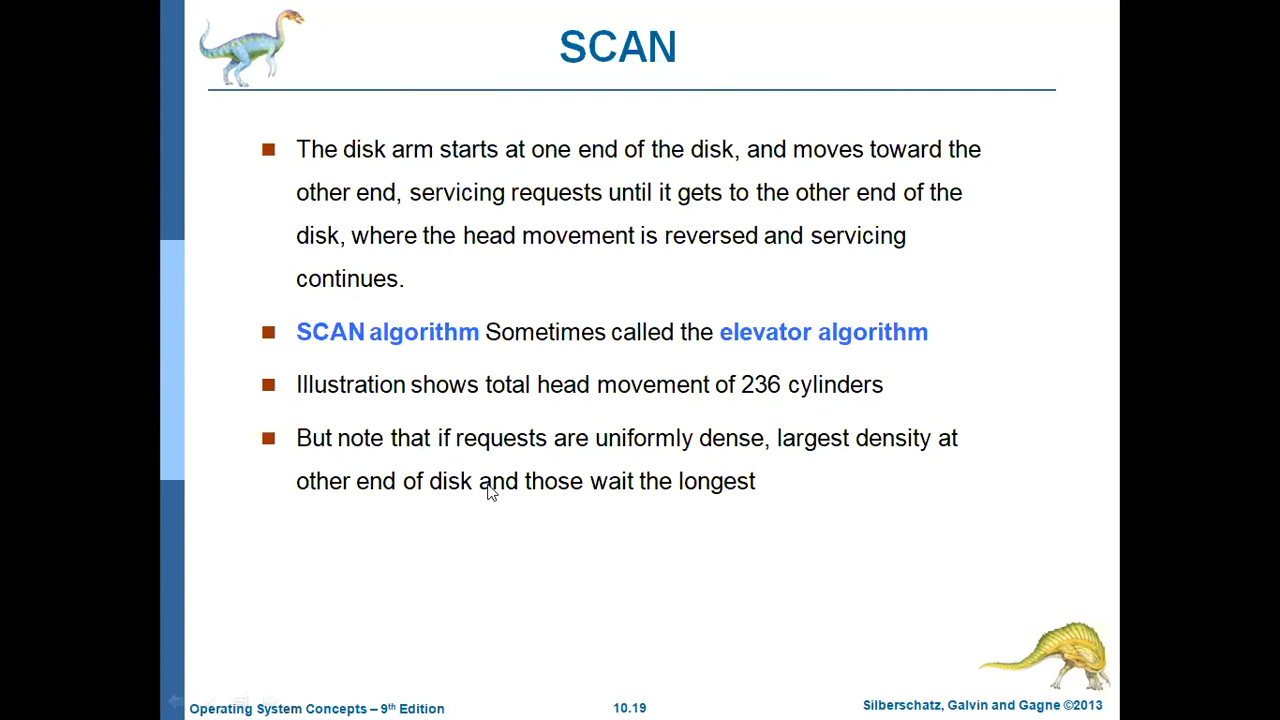 SCAN
The disk arm starts at one end of the disk, and moves toward the
other end, servicing requests until it gets to the other end of the
disk, where the head movement is reversed and servicing
continues.
SCAN algorithm Sometimes called the elevator algorithm
Illustration shows total head movement of 236 cylinders
But note that if requests are uniformly dense, largest density at
other end of disk and those wait the longest
Operating System Concepts – 9th Edition
10.19
Silberschatz, Galvin and Gagne ©2013